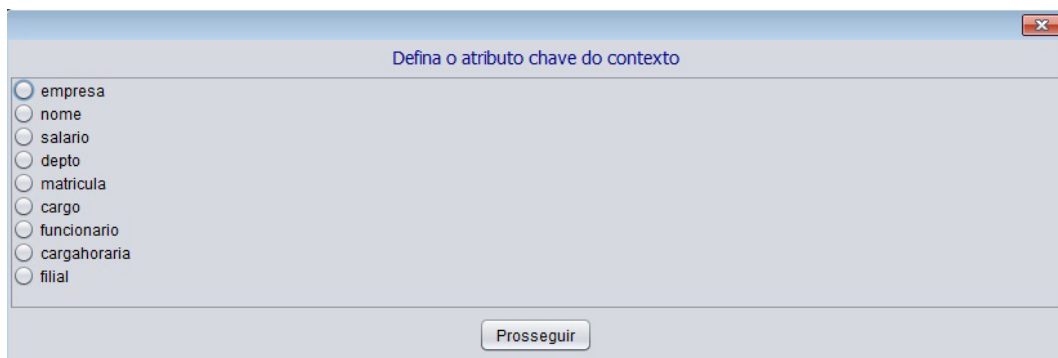 Defina o atributo chave do contexto
empresa
nome
salario
depto
matricula
cargo
funcionario
cargahoraria
filial
Prosseguir